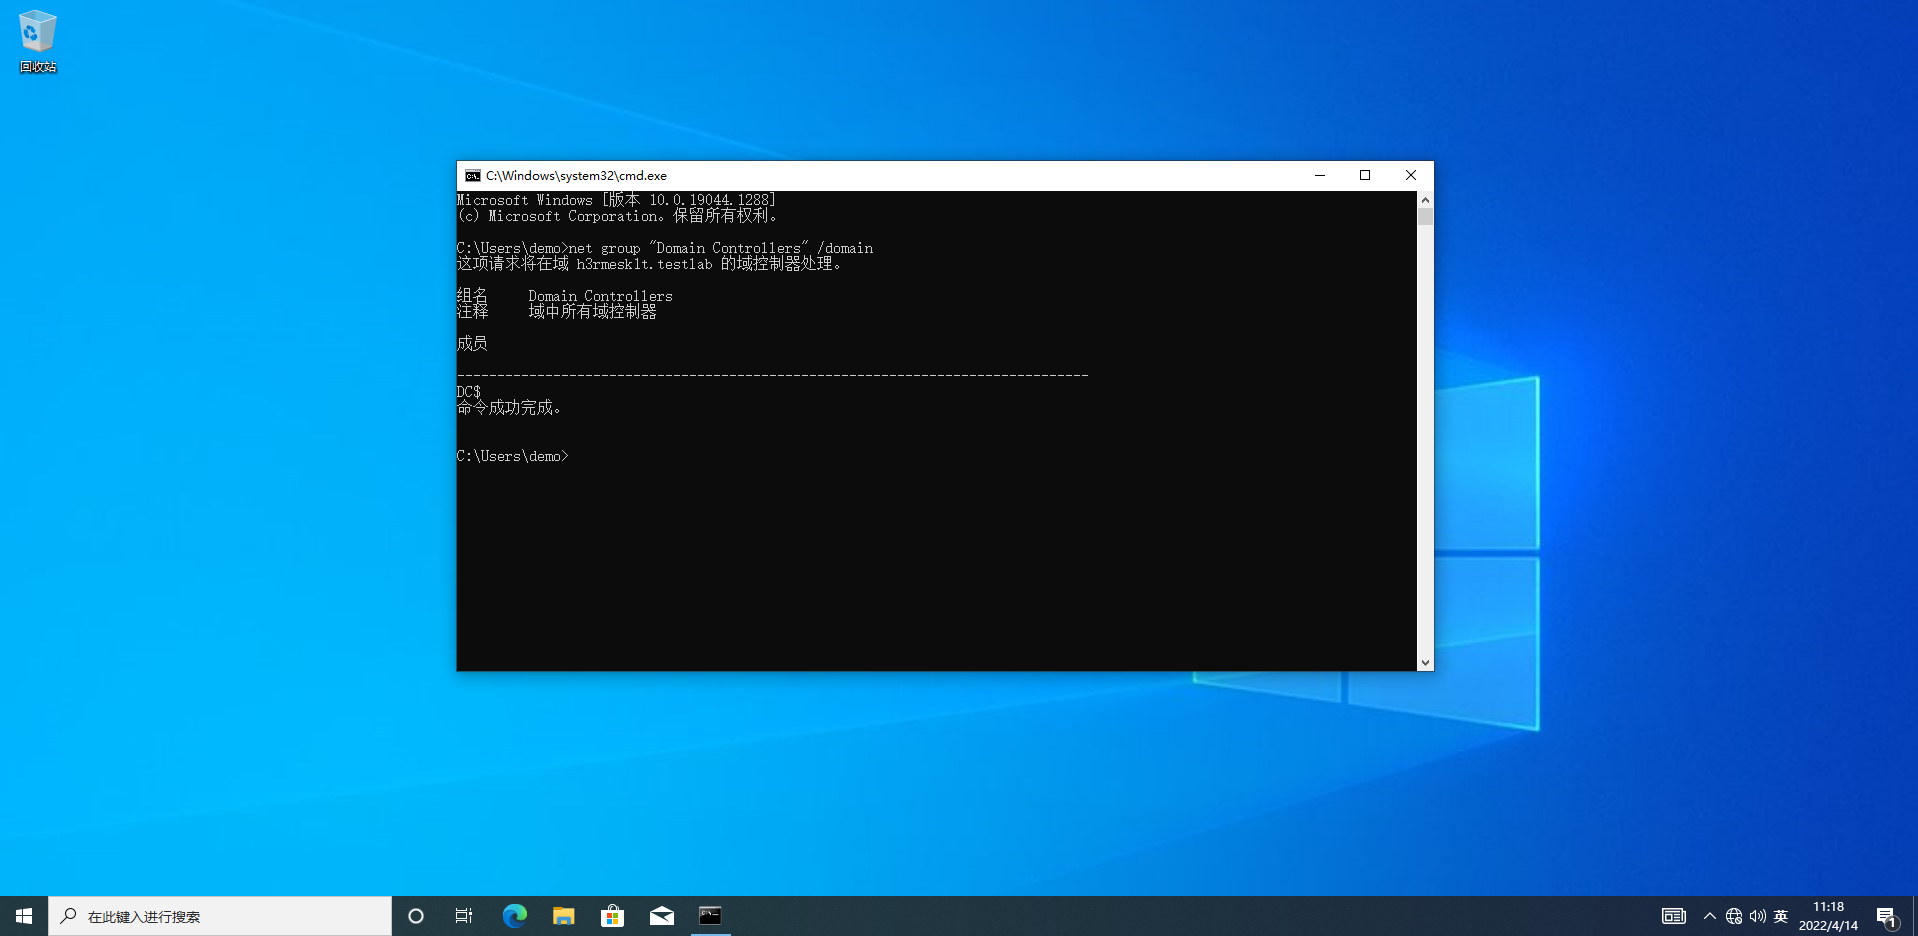 回收站
C:\Windows\system32\cmd.exe
Microsoft Windows [版本 10.0.19044.1288]
(c) Microsoft Corporation。保留所有权利。
C:\Users\demo>net group "Domain Controllers" /domain
这项请求将在域 h3rmesk1t.testlab 的域控制器处理。
组名     Domain Controllers
注释     域中所有域控制器
成员
-------------------------------------------------------------------------------
DC$
命令成功完成。
C:\Users\demo>
在此键入进行搜索
英
11:18
2022/4/14
1